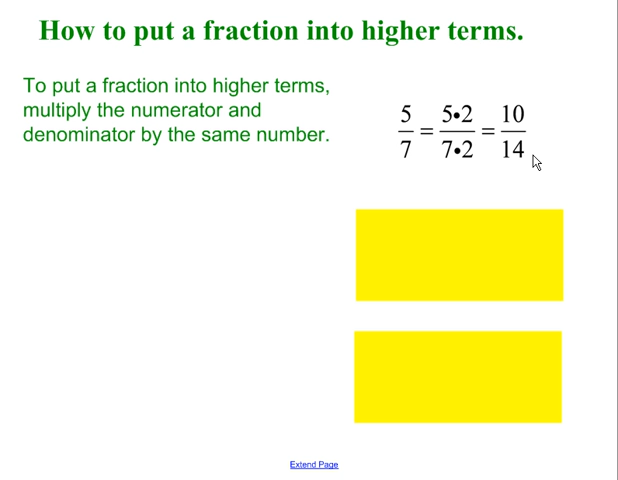 How to put a fraction into higher terms.
To put a fraction into higher terms,
multiply the numerator and
denominator by the same number.
5/7 = 5•2/7•2 = 10/14
Extend Page